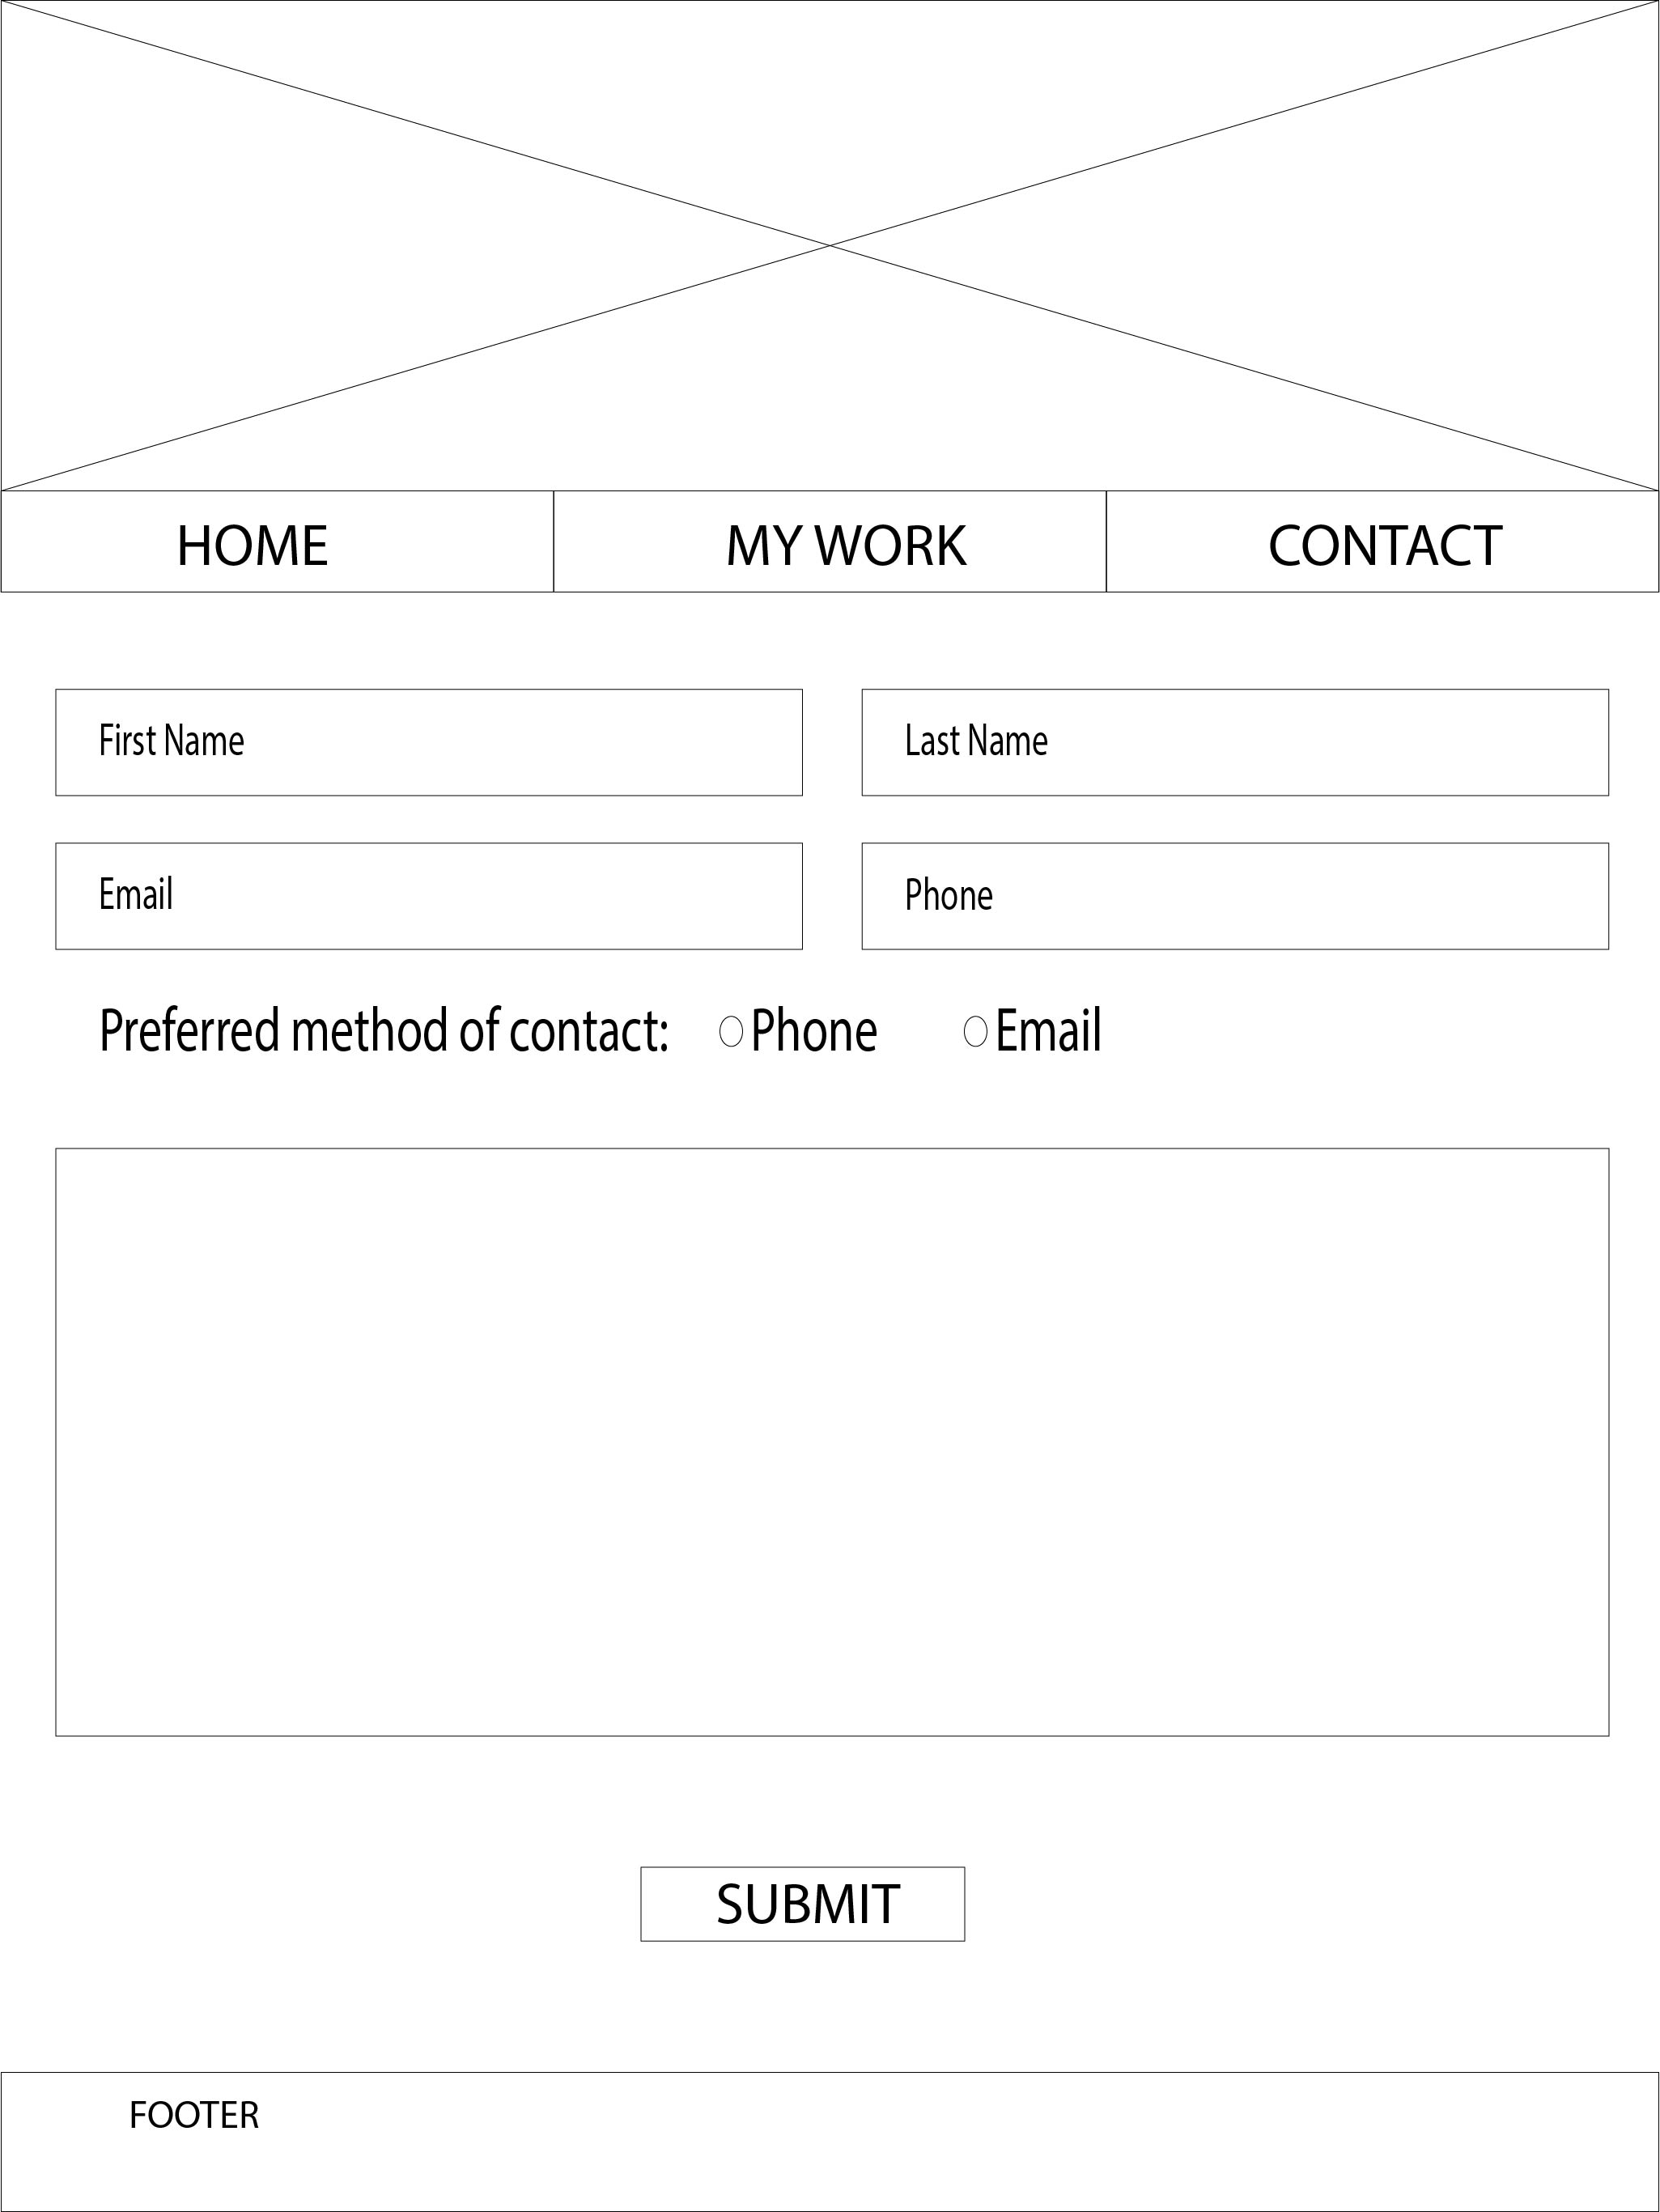 HOME MY WORK CONTACT
First Name Last Name
Email Phone
Preferred method of contact: Phone Email
SUBMIT
FOOTER